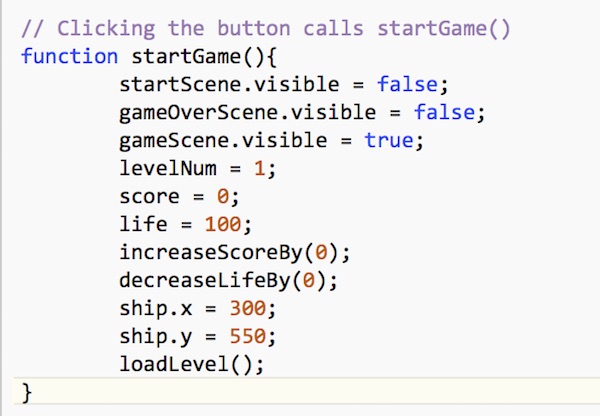 // Clicking the button calls startGame()
function startGame(){
startScene.visible = false;
gameOverScene.visible = false;
gameScene.visible = true;
levelNum = 1;
score = 0;
life = 100;
increaseScoreBy(0);
decreaseLifeBy(0);
ship.x = 300;
ship.y = 550;
loadLevel();
}